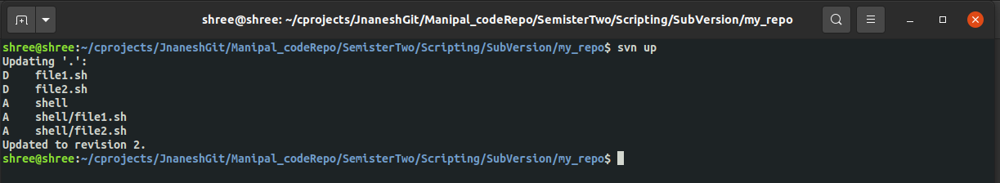 shree@shree: ~/cprojects/JnaneshGit/Manipal_codeRepo/SemisterTwo/Scripting/SubVersion/my_repo
shree@shree:~/cprojects/JnaneshGit/Manipal_codeRepo/SemisterTwo/Scripting/SubVersion/my_repo$ svn up
Updating '.':
D    file1.sh
D    file2.sh
A    shell
A    shell/file1.sh
A    shell/file2.sh
Updated to revision 2.
shree@shree:~/cprojects/JnaneshGit/Manipal_codeRepo/SemisterTwo/Scripting/SubVersion/my_repo$